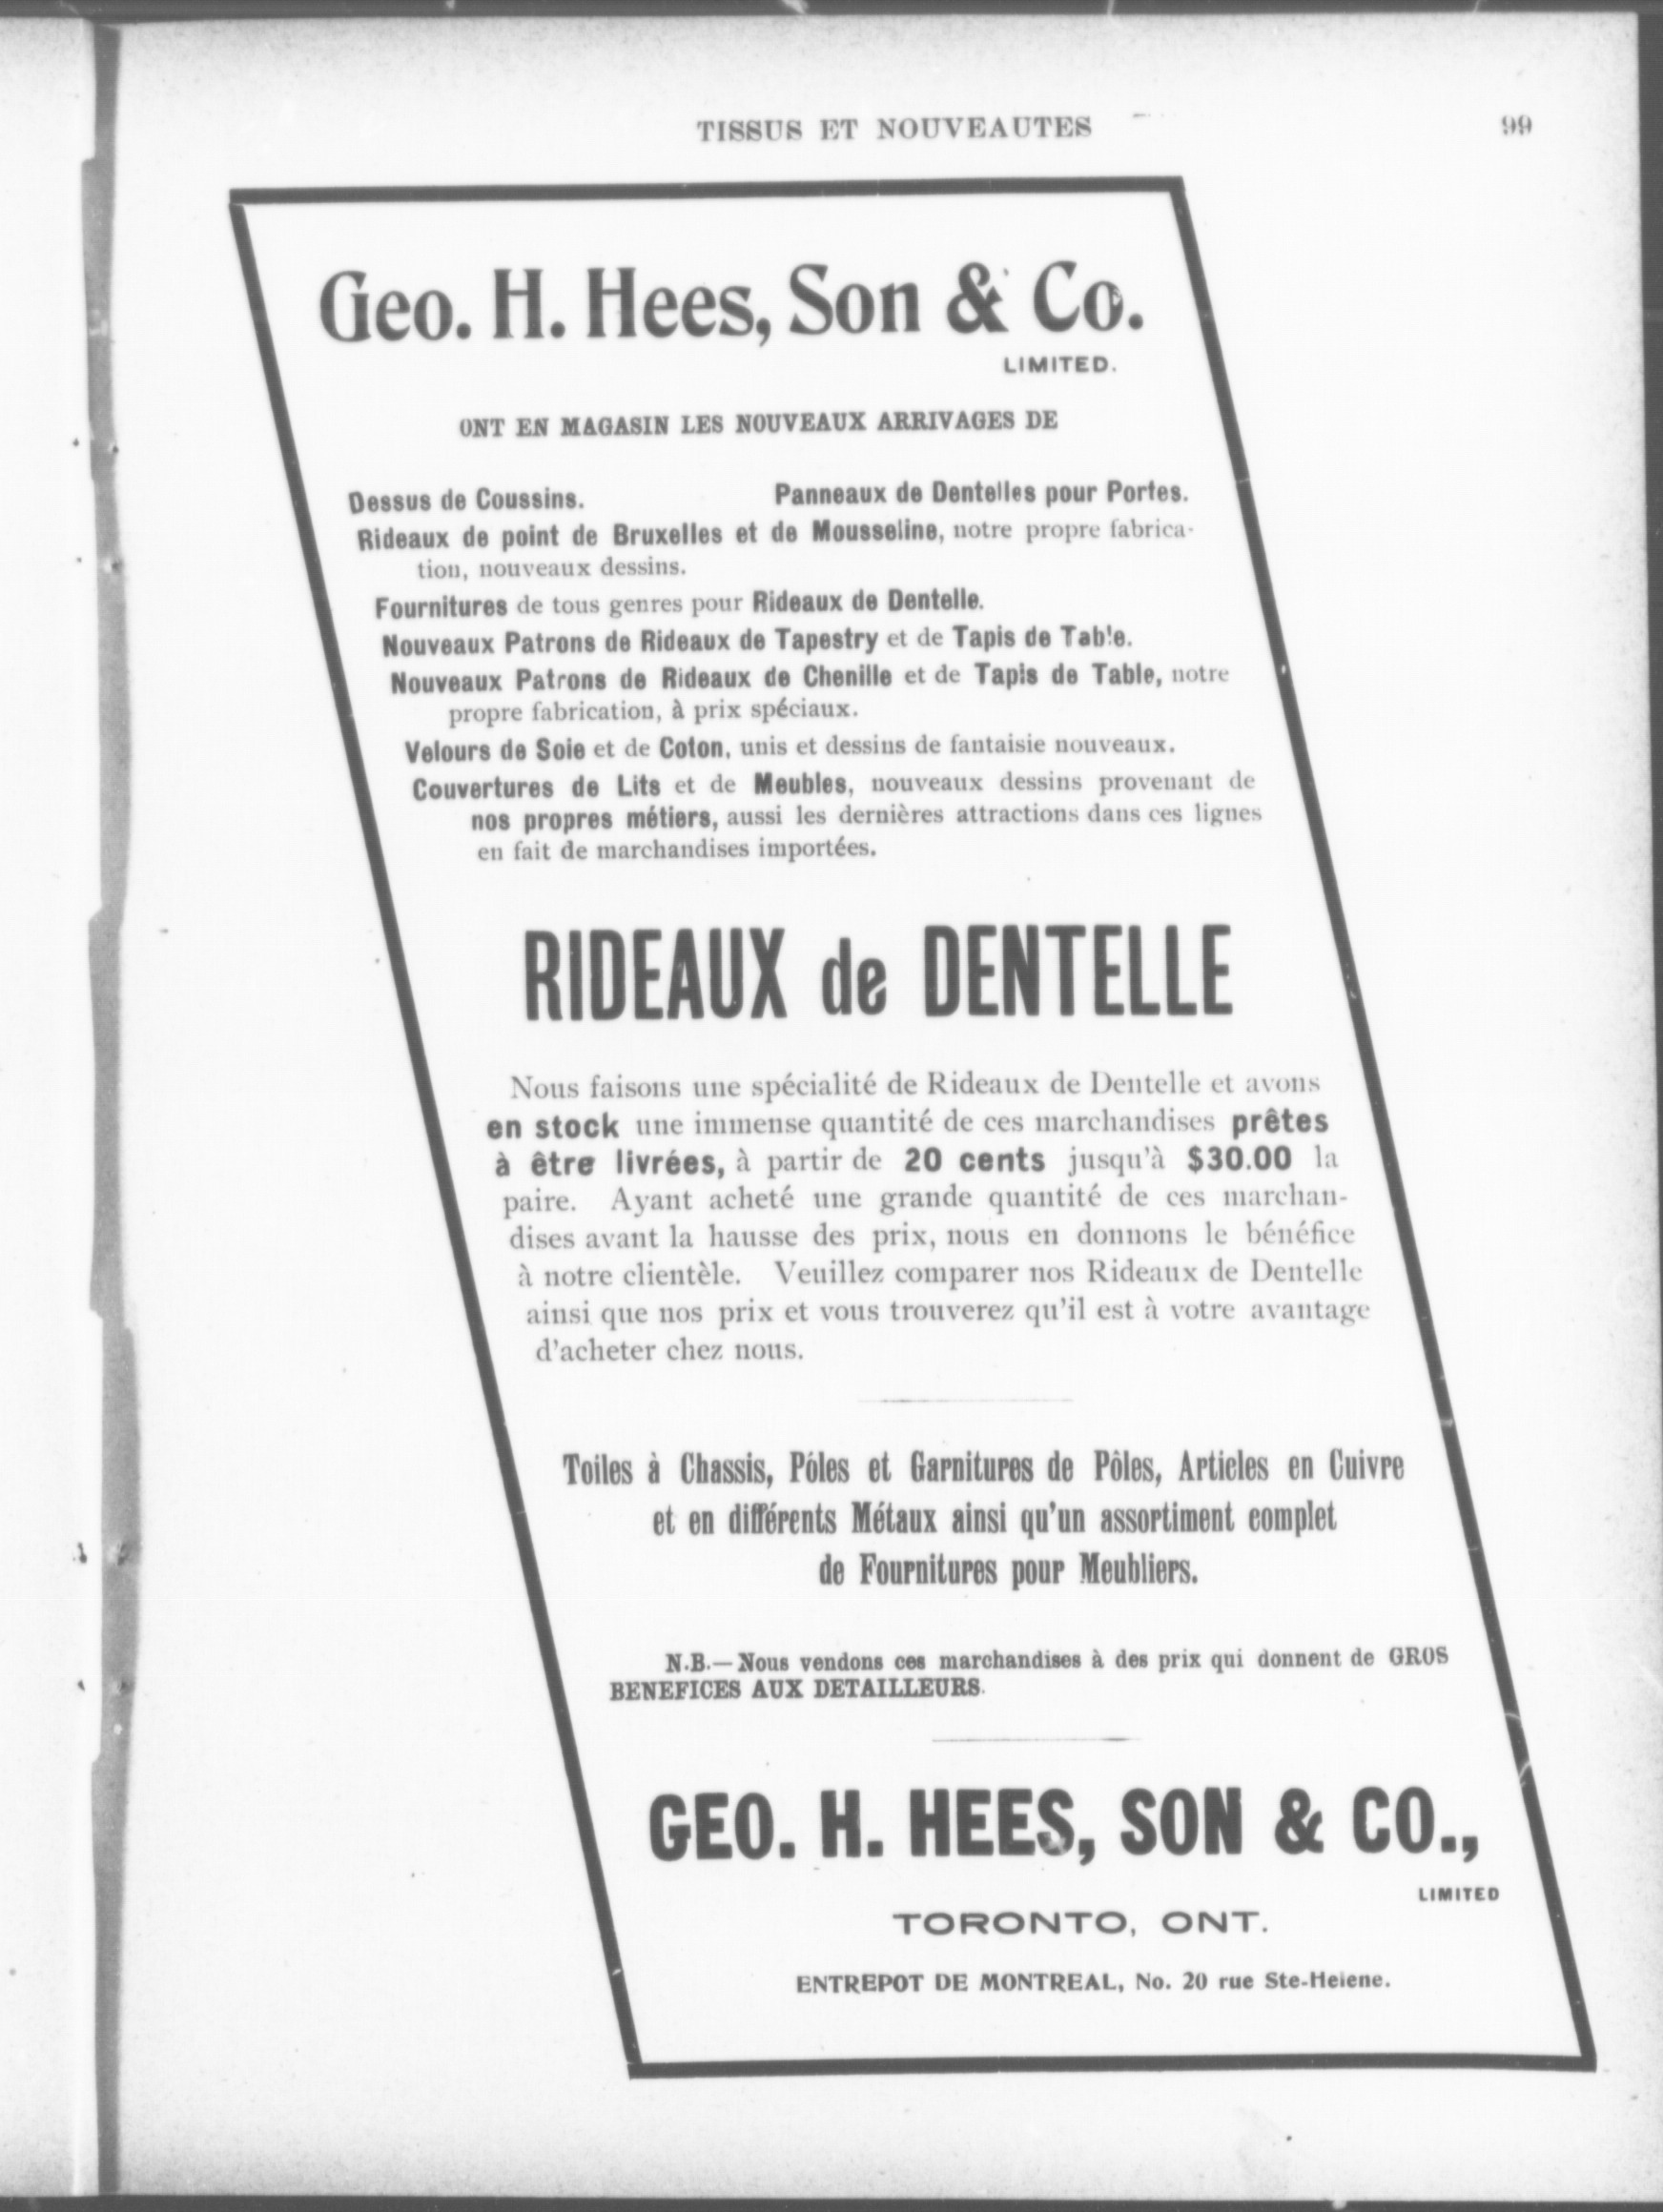 TISSUS ET NOUVEAUTES
99
Geo. H. Hees, Son & Co.
LIMITED.
ONT EN MAGASIN LES NOUVEAUX ARRIVAGES DE
Dessus de Coussins. Panneaux de Dentelles pour Portes.
Rideaux de point de Bruxelles et de Mousseline, notre propre fabrica-
tion, nouveaux dessins.
Fournitures de tous genres pour Rideaux de Dentelle.
Nouveaux Patrons de Rideaux de Tapestry et de Tapis de Table.
Nouveaux Patrons de Rideaux de Chenille et de Tapis de Table, notre
propre fabrication, à prix spéciaux.
Velours de Soie et de Coton, unis et dessins de fantaisie nouveaux.
Couvertures de Lits et de Meubles, nouveaux dessins provenant de
nos propres métiers, aussi les dernières attractions dans ces lignes
en fait de marchandises importées.
RIDEAUX de DENTELLE
Nous faisons une spécialité de Rideaux de Dentelle et avons
en stock une immense quantité de ces marchandises prêtes
à être livrées, à partir de 20 cents jusqu'à $30.00 la
paire. Ayant acheté une grande quantité de ces marchan-
dises avant la hausse des prix, nous en donnons le bénéfice
à notre clientèle. Veuillez comparer nos Rideaux de Dentelle
ainsi que nos prix et vous trouverez qu'il est à votre avantage
d'acheter chez nous.
Toiles à Chassis, Póles et Garnitures de Pôles, Articles en Cuivre
et en différents Métaux ainsi qu'un assortiment complet
de Fournitures pour Meubliers.
N.B.—Nous vendons ces marchandises à des prix qui donnent de GROS
BENEFICES AUX DETAILLEURS.
GEO. H. HEES, SON & CO.,
LIMITED
TORONTO, ONT.
ENTREPOT DE MONTREAL, No. 20 rue Ste-Helene.